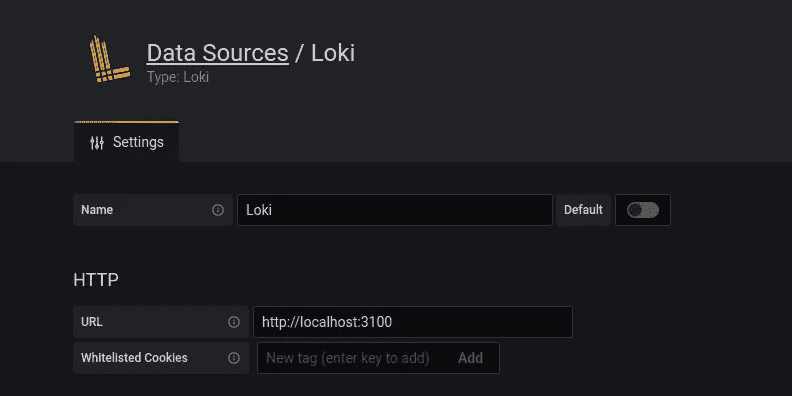 Data Sources / Loki
Type: Loki
Settings
Name Loki Default
HTTP
URL http://localhost:3100
Whitelisted Cookies New tag (enter key to add) Add